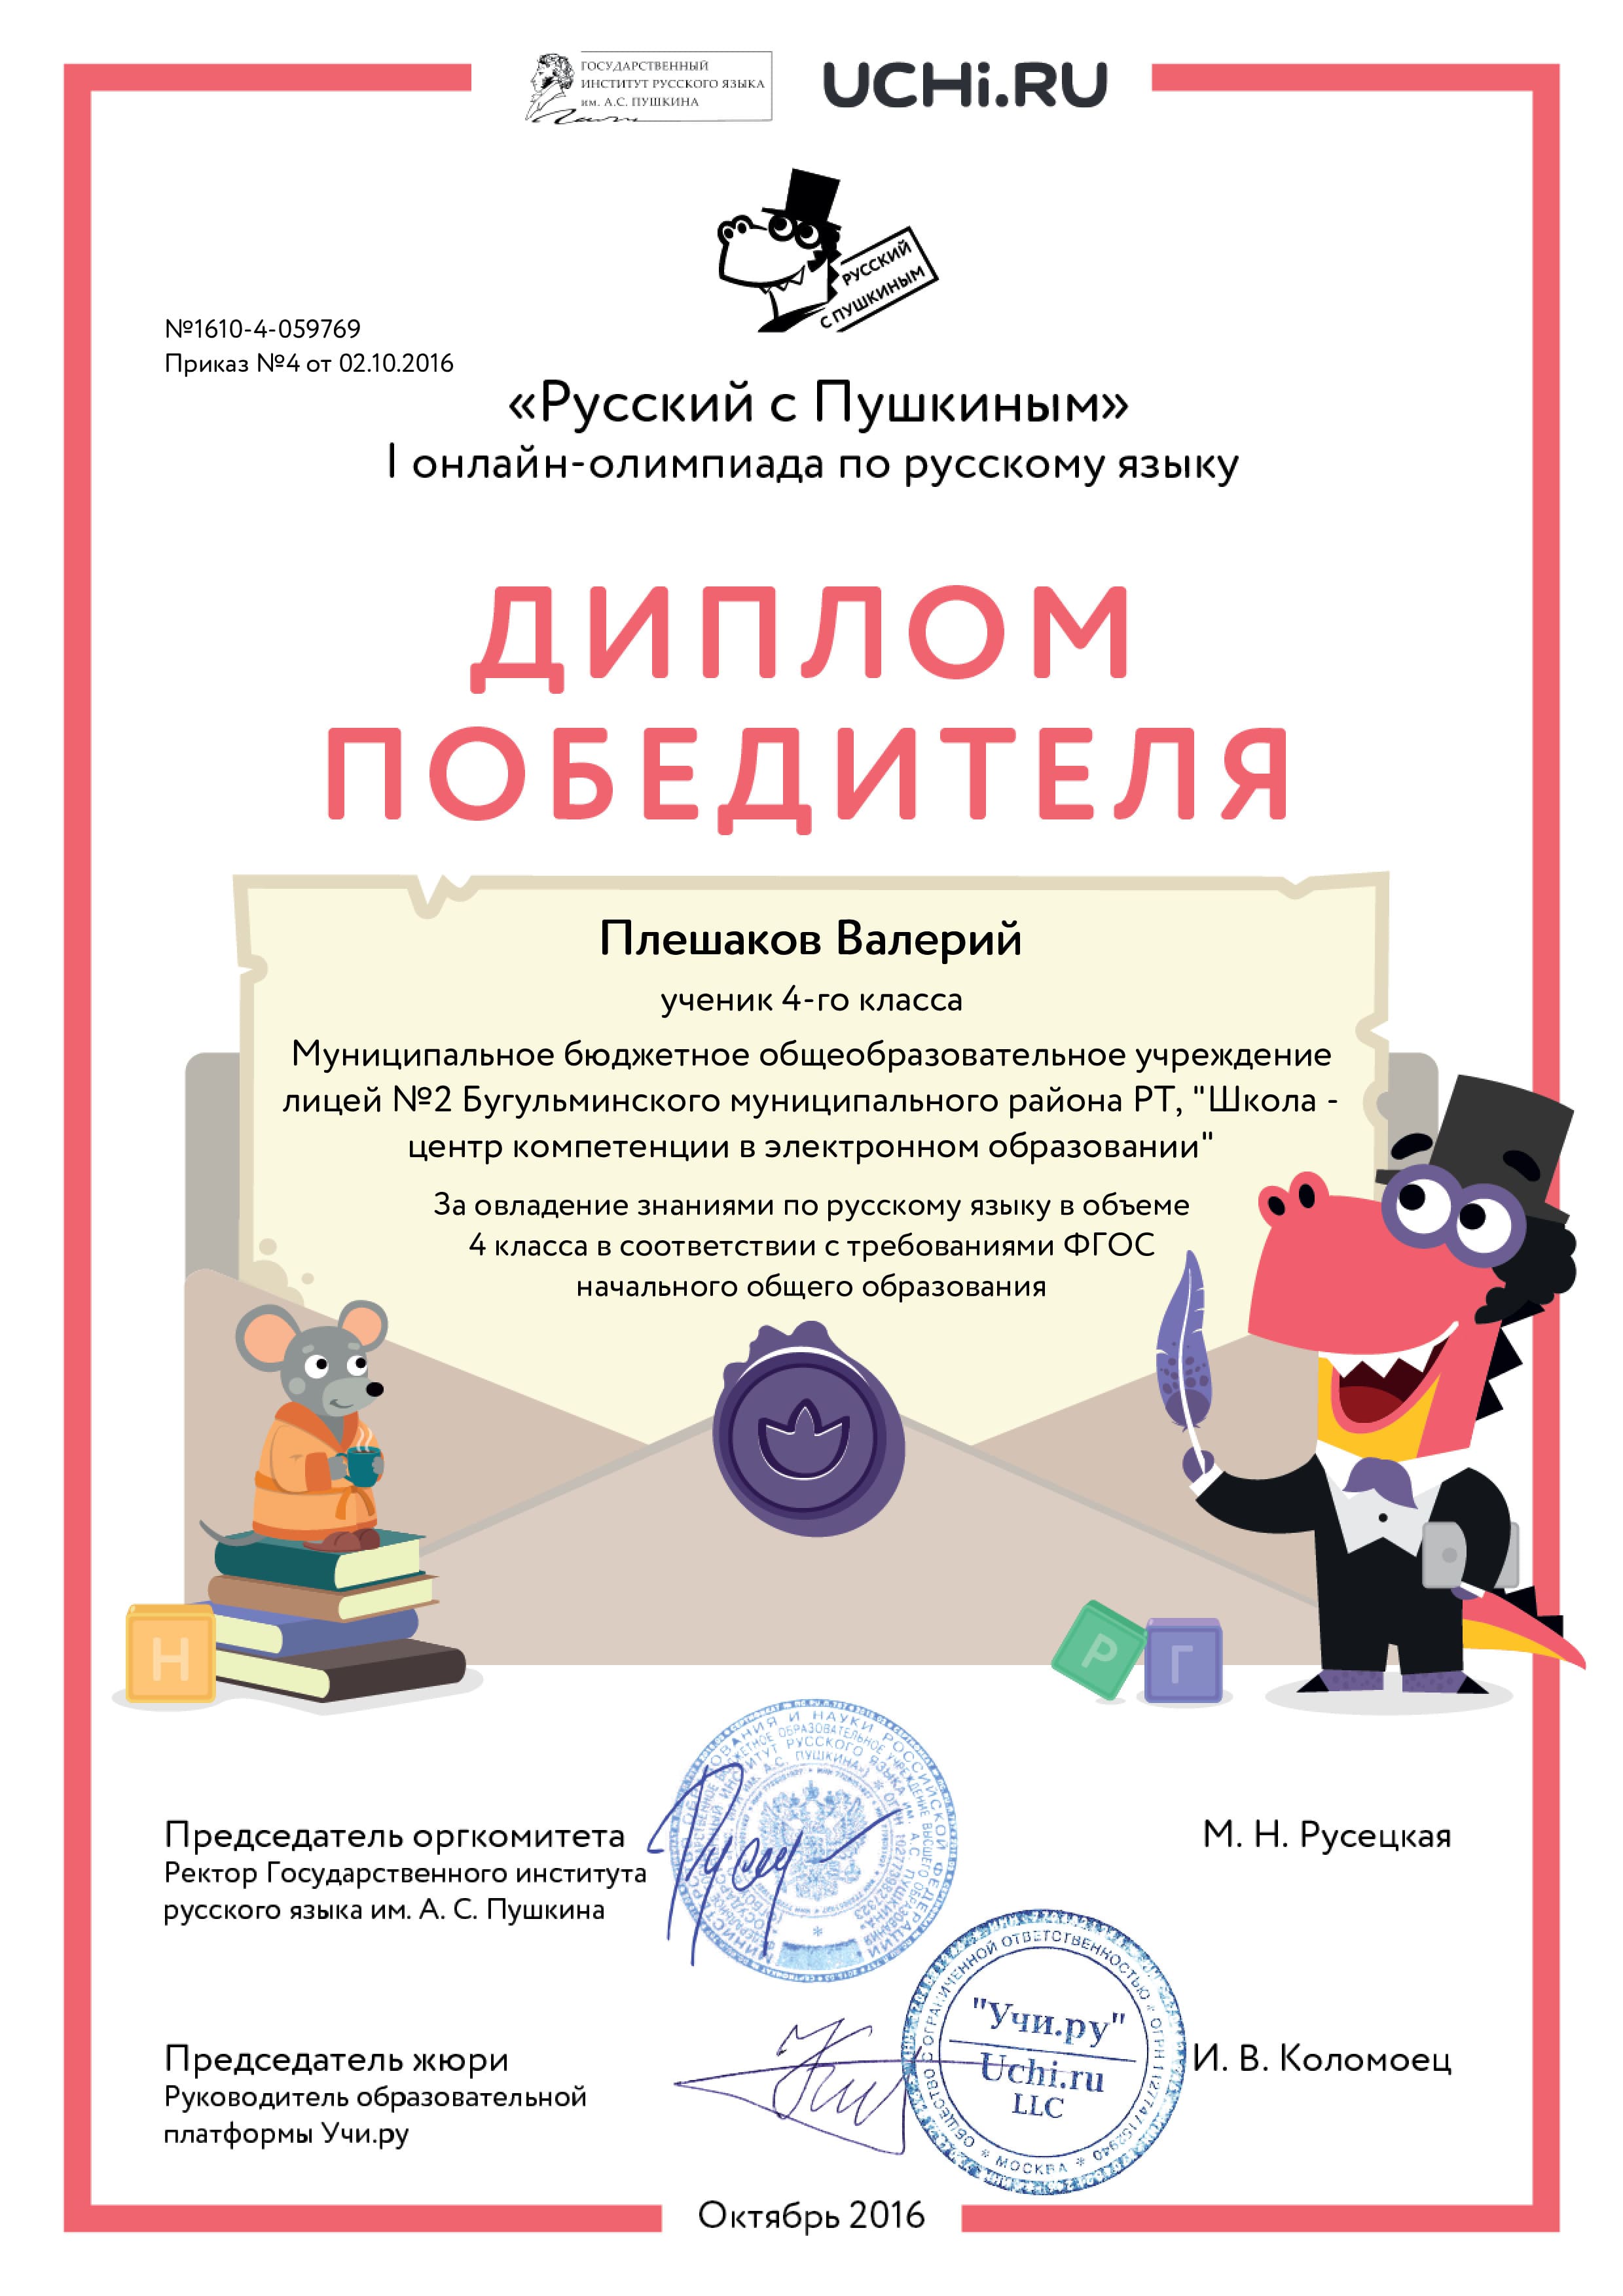 ГОСУДАРСТВЕННЫЙ
ИНСТИТУТ РУССКОГО ЯЗЫКА
им. А.С. ПУШКИНА
UCHi.RU
РУССКИЙ
С ПУШКИНЫМ
№1610-4-059769
Приказ №4 от 02.10.2016
«Русский с Пушкиным»
I онлайн-олимпиада по русскому языку
ДИПЛОМ
ПОБЕДИТЕЛЯ
Плешаков Валерий
ученик 4-го класса
Муниципальное бюджетное общеобразовательное учреждение
лицей №2 Бугульминского муниципального района РТ, "Школа -
центр компетенции в электронном образовании"
За овладение знаниями по русскому языку в объеме
4 класса в соответствии с требованиями ФГОС
начального общего образования
Н
Р
Г
Председатель оргкомитета
Ректор Государственного института
русского языка им. А. С. Пушкина
М. Н. Русецкая
Председатель жюри
Руководитель образовательной
платформы Учи.ру
ОБЩЕСТВО С ОГРАНИЧЕННОЙ ОТВЕТСТВЕННОСТЬЮ * ОГРН 1127747152940
* МОСКВА *
"Учи.ру"
Uchi.ru
LLC
И. В. Коломоец
Октябрь 2016